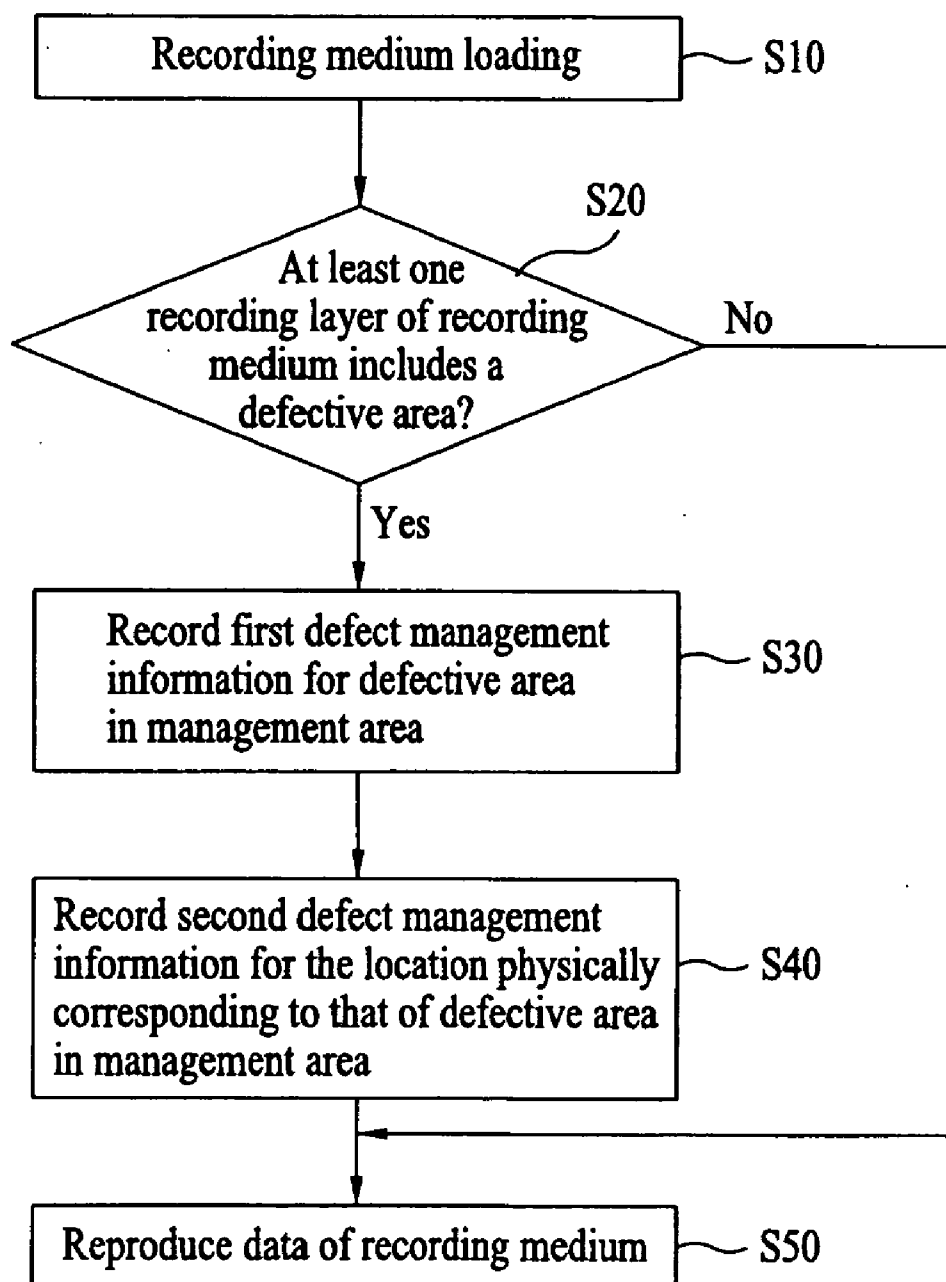 Recording medium loading
S10
S20
At least one
recording layer of recording
medium includes a
defective area?
No
Yes
Record first defect management
information for defective area
in management area
S30
Record second defect management
information for the location physically
corresponding to that of defective area
in management area
S40
Reproduce data of recording medium
S50